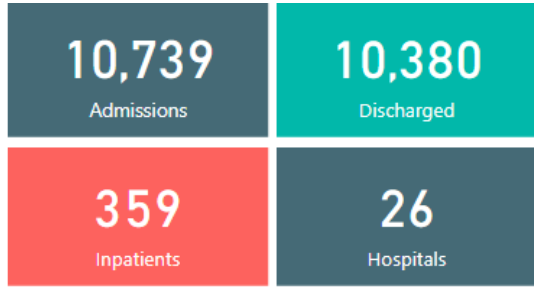 10,739
Admissions
10,380
Discharged
359
Inpatients
26
Hospitals